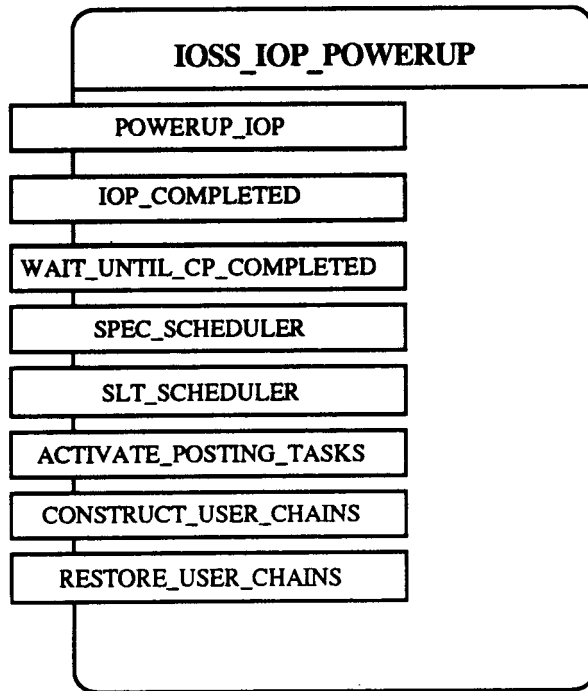 IOSS_IOP_POWERUP
POWERUP_IOP
IOP_COMPLETED
WAIT_UNTIL_CP_COMPLETED
SPEC_SCHEDULER
SLT_SCHEDULER
ACTIVATE_POSTING_TASKS
CONSTRUCT_USER_CHAINS
RESTORE_USER_CHAINS